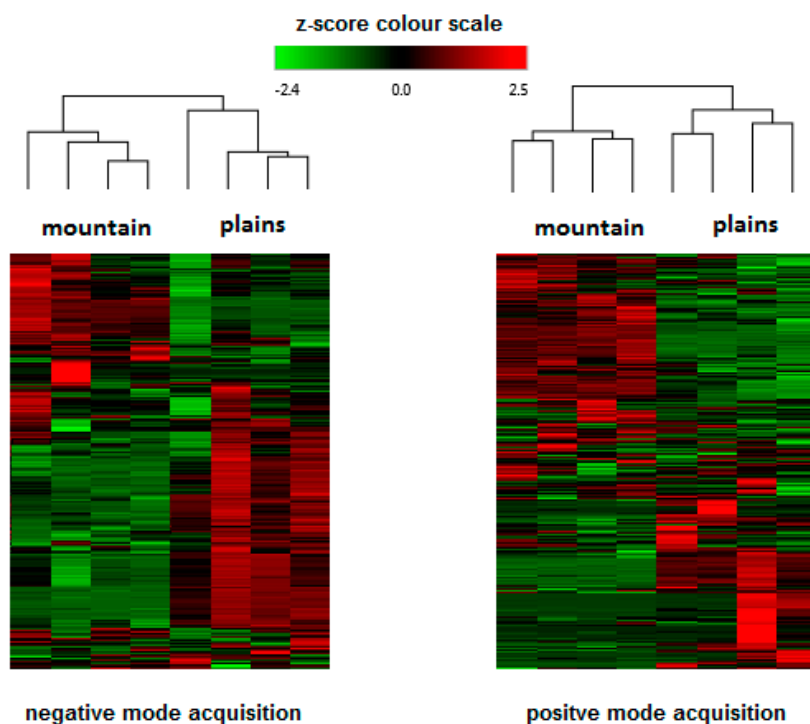 z-score colour scale
-2.4 0.0 2.5
mountain plains mountain plains
negative mode acquisition positve mode acquisition